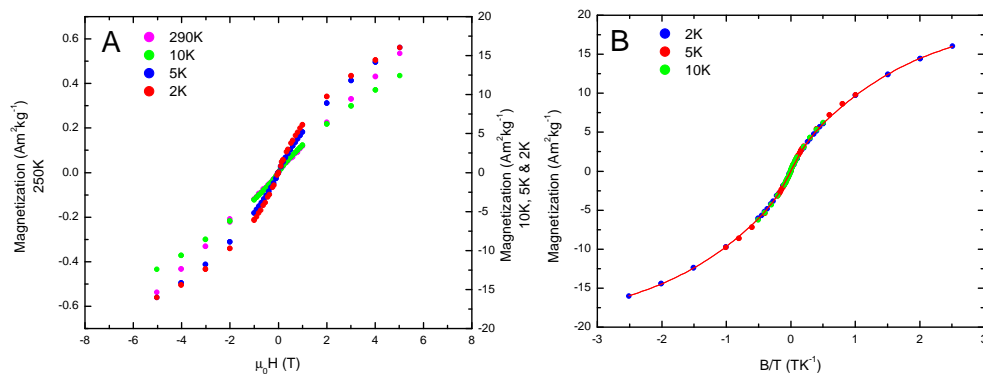 A
290K
10K
5K
2K
0.6
0.4
0.2
0.0
-0.2
-0.4
-0.6
20
15
10
5
0
-5
-10
-15
-20
-8 -6 -4 -2 0 2 4 6 8
Magnetization (Am²kg⁻¹)
250K
Magnetization (Am²kg⁻¹)
10K, 5K & 2K
μ₀H (T)
B
2K
5K
10K
20
15
10
5
0
-5
-10
-15
-20
-3 -2 -1 0 1 2 3
Magnetization (Am²kg⁻¹)
B/T (TK⁻¹)